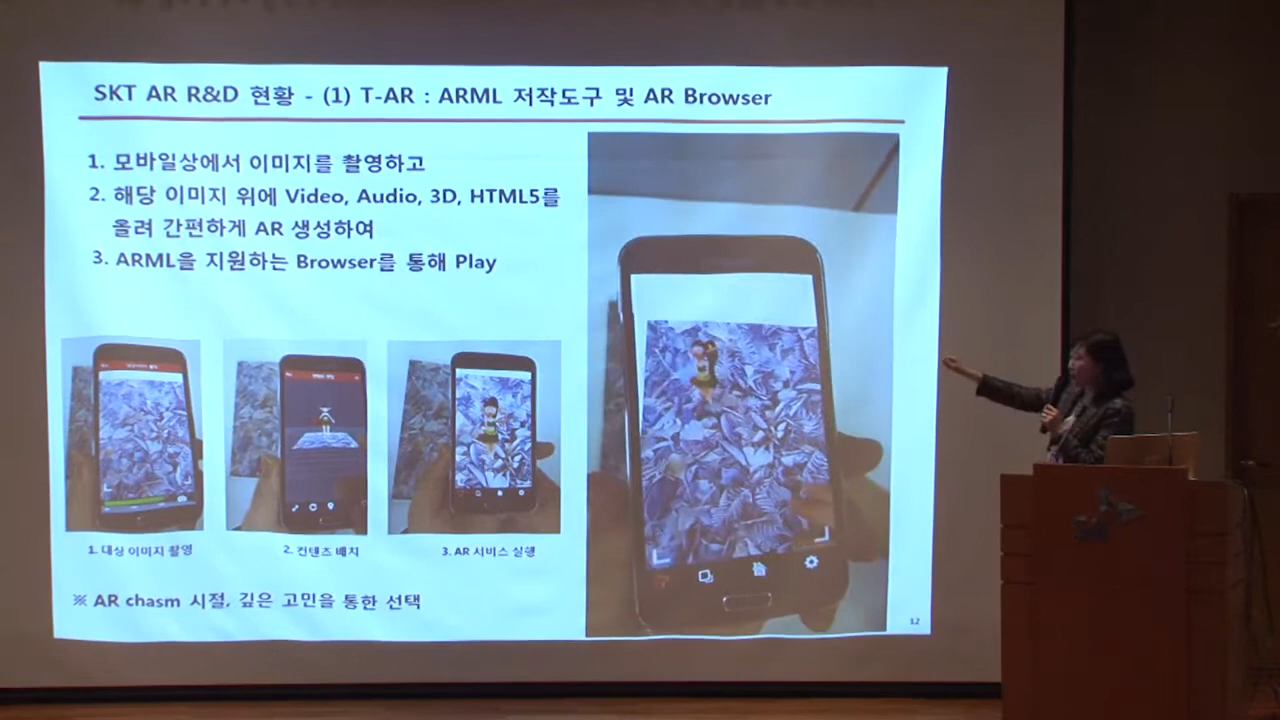 SKT AR R&D 현황 - (1) T-AR : ARML 저작도구 및 AR Browser
1. 모바일상에서 이미지를 촬영하고
2. 해당 이미지 위에 Video, Audio, 3D, HTML5를
올려 간편하게 AR 생성하여
3. ARML을 지원하는 Browser를 통해 Play
1. 대상 이미지 촬영
2. 컨텐츠 배치
3. AR 서비스 실행
※ AR chasm 시절, 깊은 고민을 통한 선택
12